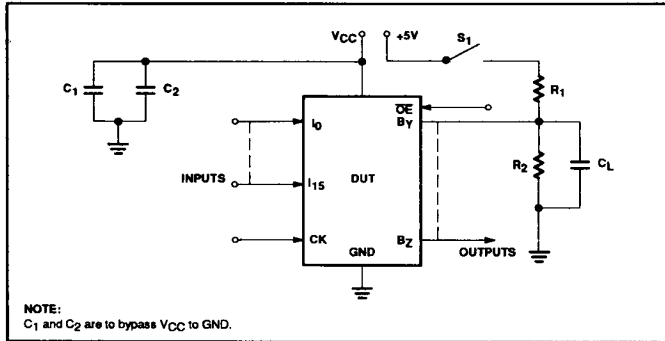 VCC +5V S1
C1 C2 R1
I0 OE
BY
INPUTS R2 CL
I15 DUT
CK GND BZ OUTPUTS
NOTE:
C1 and C2 are to bypass VCC to GND.